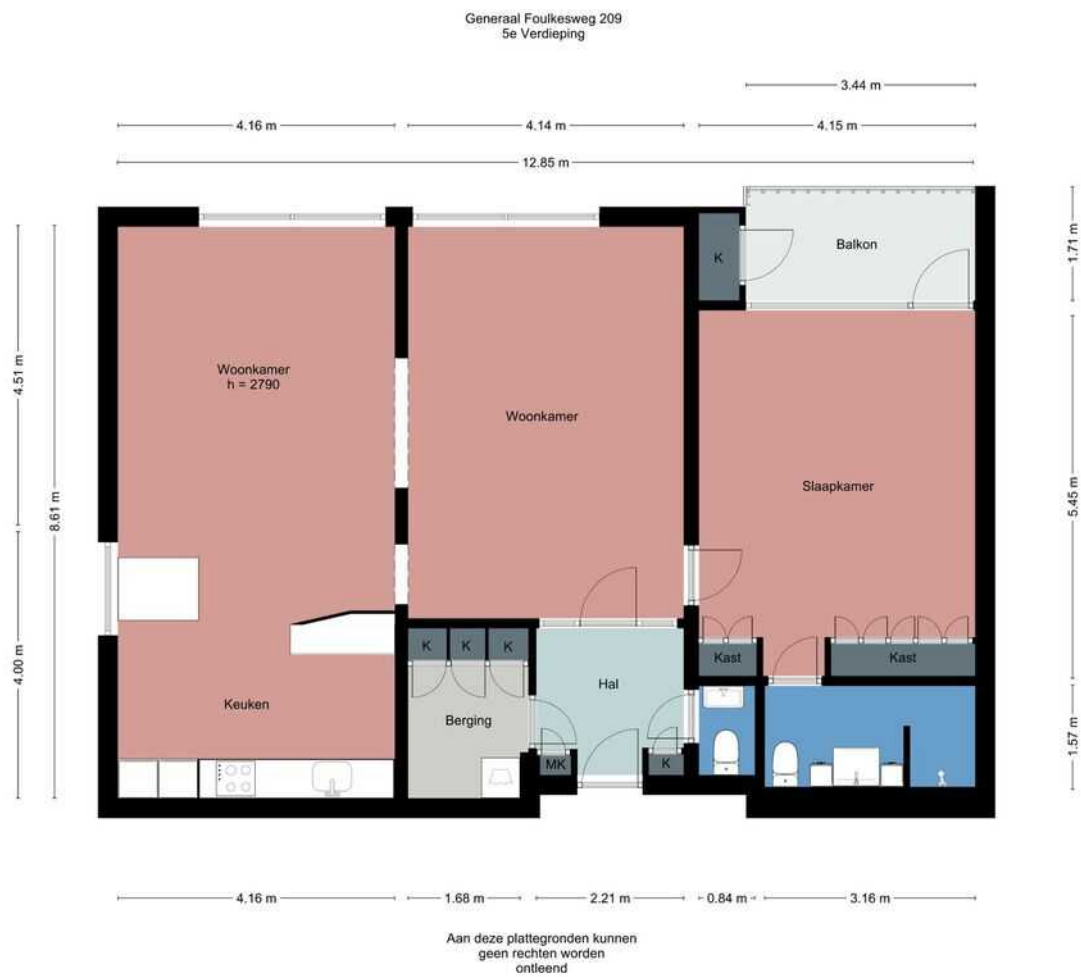 Generaal Foulkesweg 209
5e Verdieping
3.44 m
4.16 m
4.14 m
4.15 m
12.85 m
1.71 m
4.51 m
8.61 m
4.00 m
5.45 m
1.57 m
K
Balkon
Woonkamer
h = 2790
Woonkamer
Slaapkamer
K
K
K
Hal
Kast
Kast
Keuken
Berging
MK
K
4.16 m
1.68 m
2.21 m
0.84 m
3.16 m
Aan deze plattegronden kunnen
geen rechten worden
ontleend